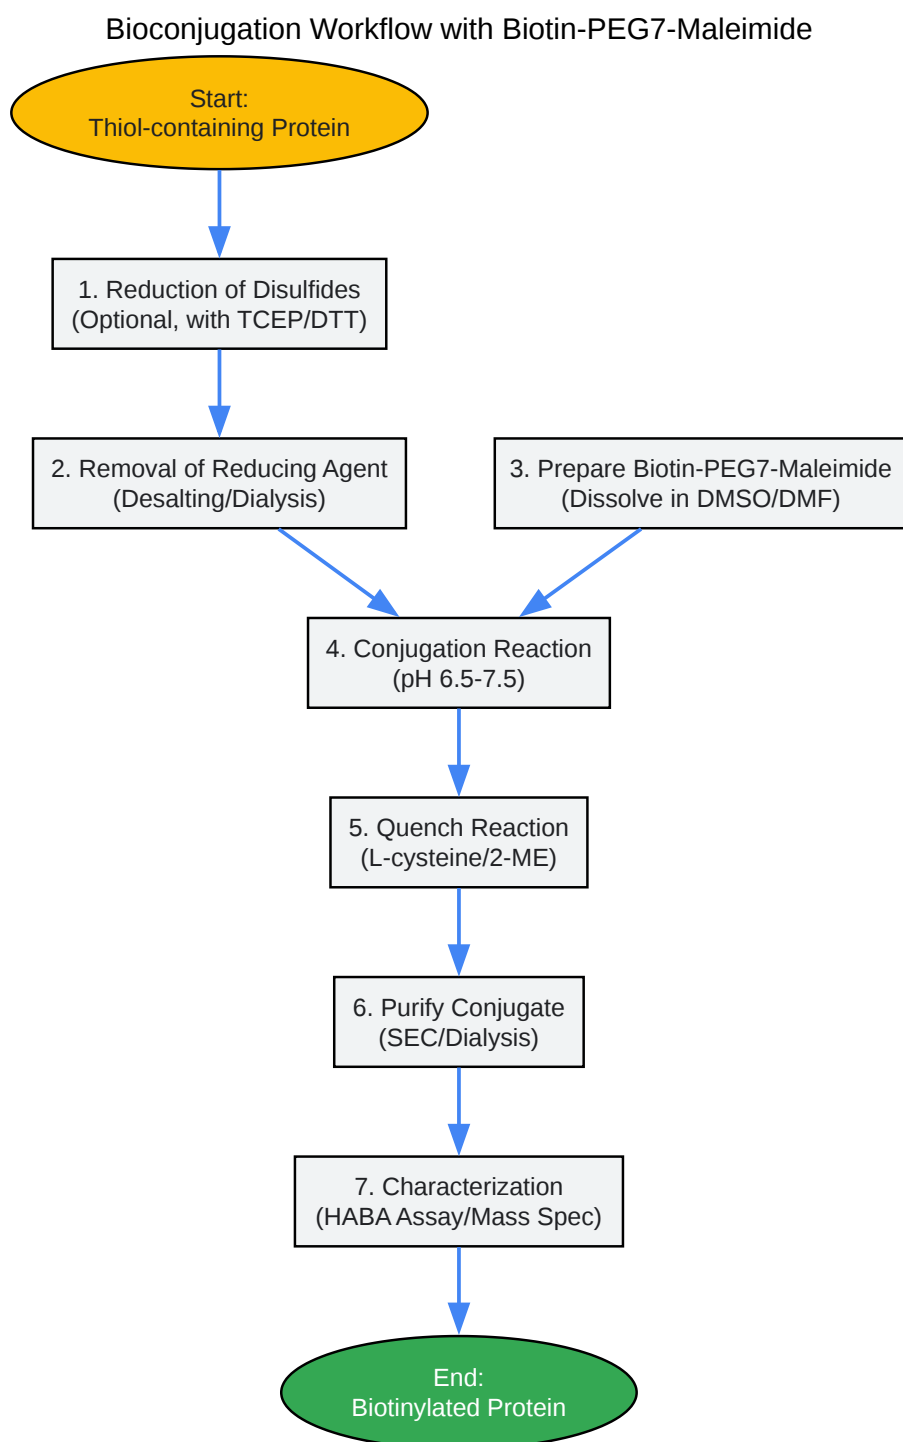 Bioconjugation Workflow with Biotin-PEG7-Maleimide
Start:
Thiol-containing Protein
1. Reduction of Disulfides
(Optional, with TCEP/DTT)
2. Removal of Reducing Agent
(Desalting/Dialysis)
3. Prepare Biotin-PEG7-Maleimide
(Dissolve in DMSO/DMF)
4. Conjugation Reaction
(pH 6.5-7.5)
5. Quench Reaction
(L-cysteine/2-ME)
6. Purify Conjugate
(SEC/Dialysis)
7. Characterization
(HABA Assay/Mass Spec)
End:
Biotinylated Protein